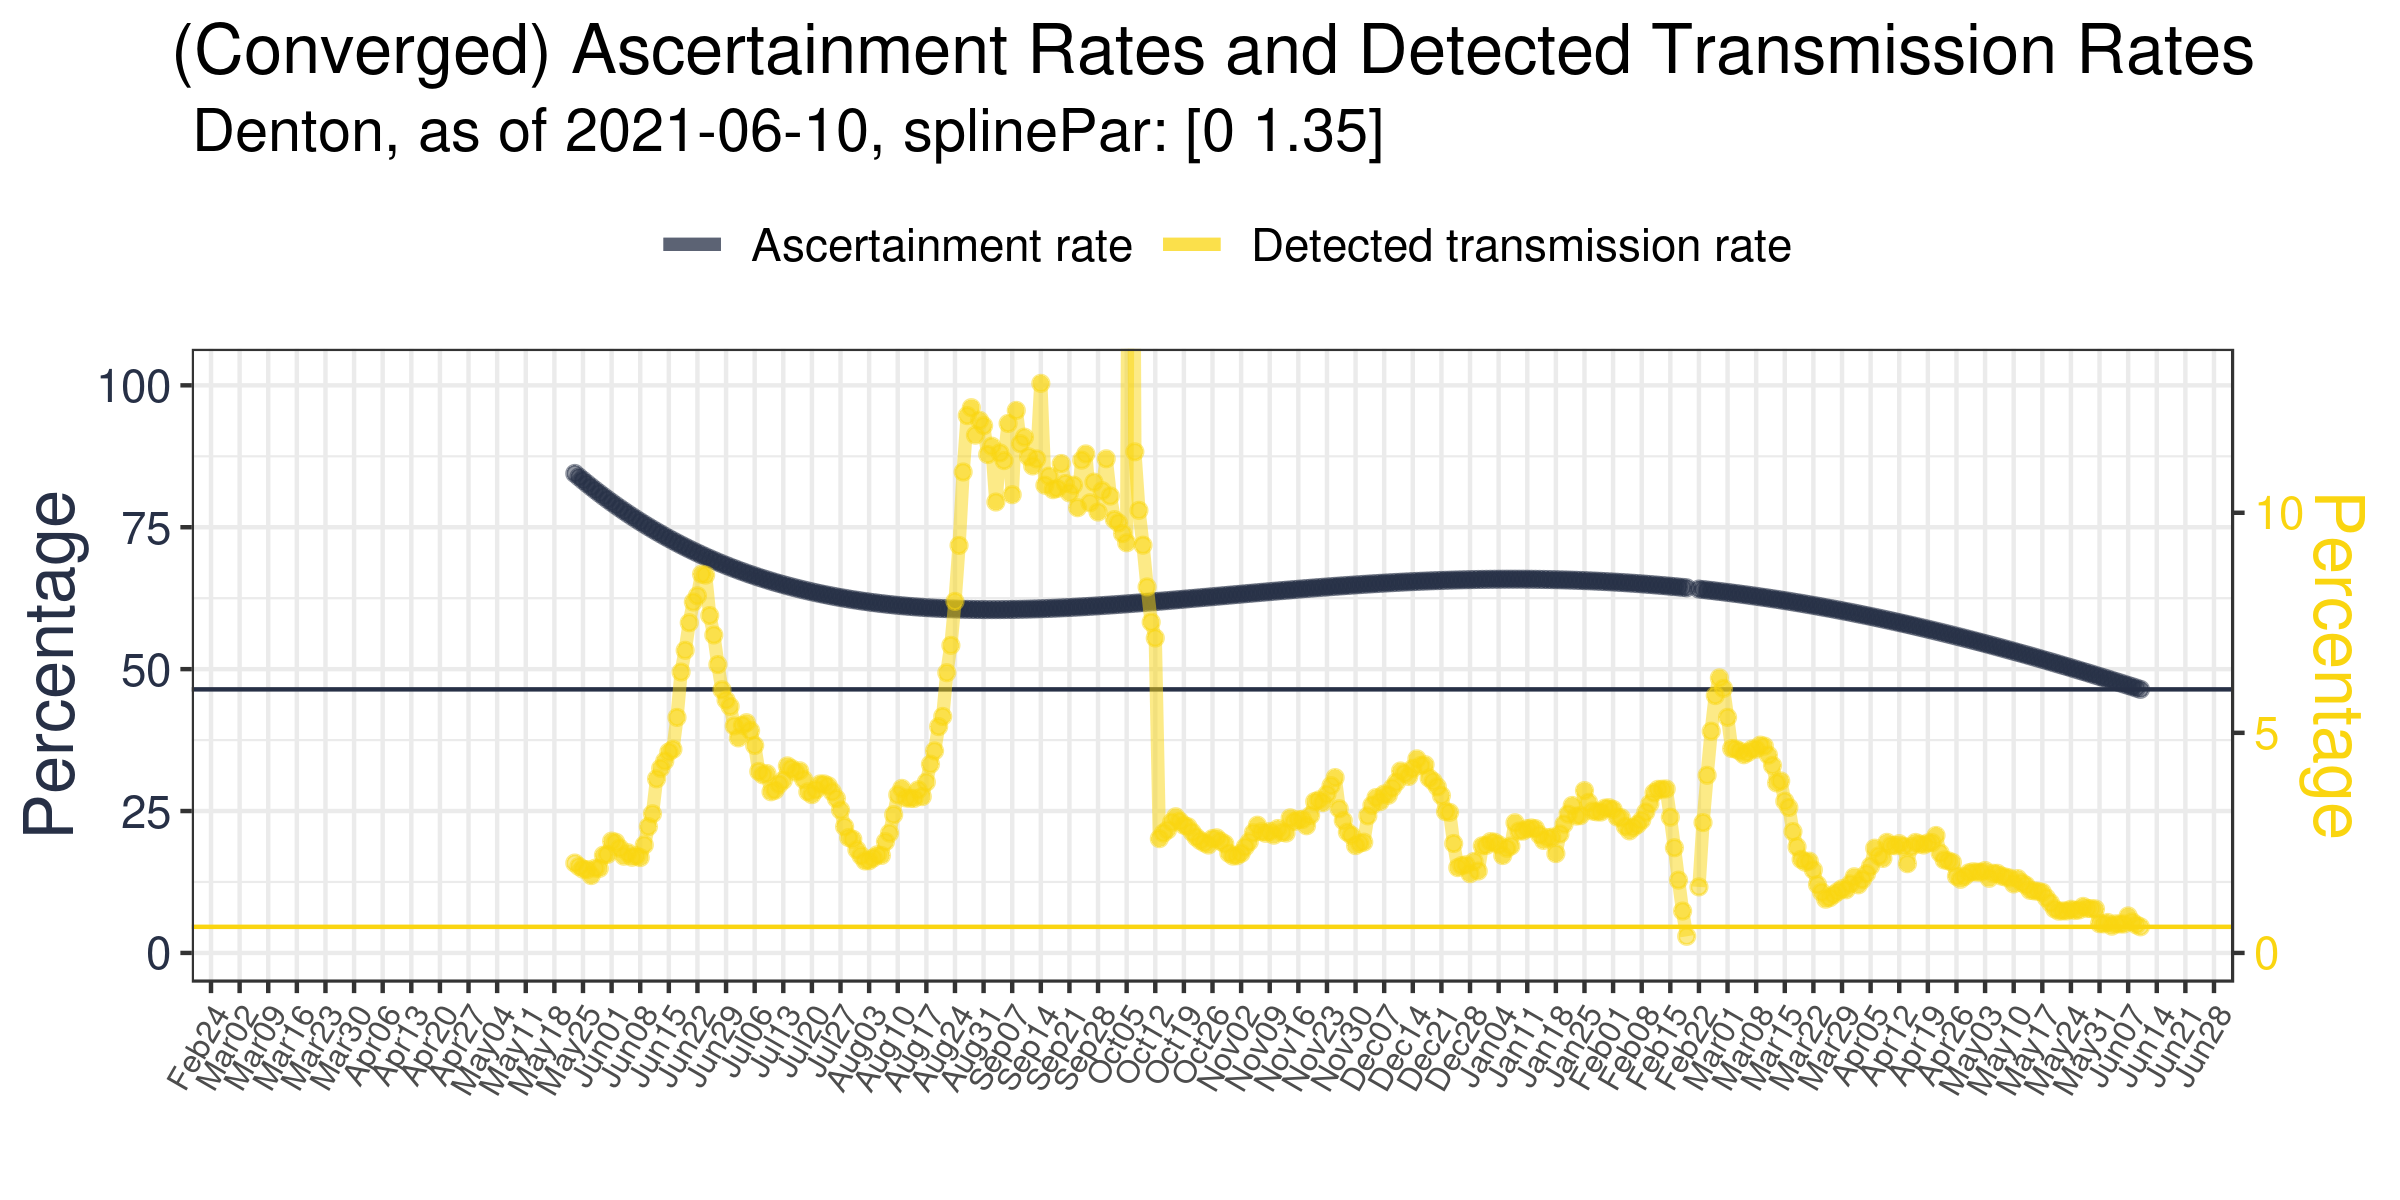 (Converged) Ascertainment Rates and Detected Transmission Rates
Denton, as of 2021-06-10, splinePar: [0 1.35]
Ascertainment rate
Detected transmission rate
Percentage
100
75
50
25
0
10
5
0
Percentage
Feb24
Mar02
Mar09
Mar16
Mar23
Mar30
Apr06
Apr13
Apr20
Apr27
May04
May11
May18
May25
Jun01
Jun08
Jun15
Jun22
Jun29
Jul06
Jul13
Jul20
Jul27
Aug03
Aug10
Aug17
Aug24
Aug31
Sep07
Sep14
Sep21
Sep28
Oct05
Oct12
Oct19
Oct26
Nov02
Nov09
Nov16
Nov23
Nov30
Dec07
Dec14
Dec21
Dec28
Jan04
Jan11
Jan18
Jan25
Feb01
Feb08
Feb15
Feb22
Mar01
Mar08
Mar15
Mar22
Mar29
Apr05
Apr12
Apr19
Apr26
May03
May10
May17
May24
May31
Jun07
Jun14
Jun21
Jun28